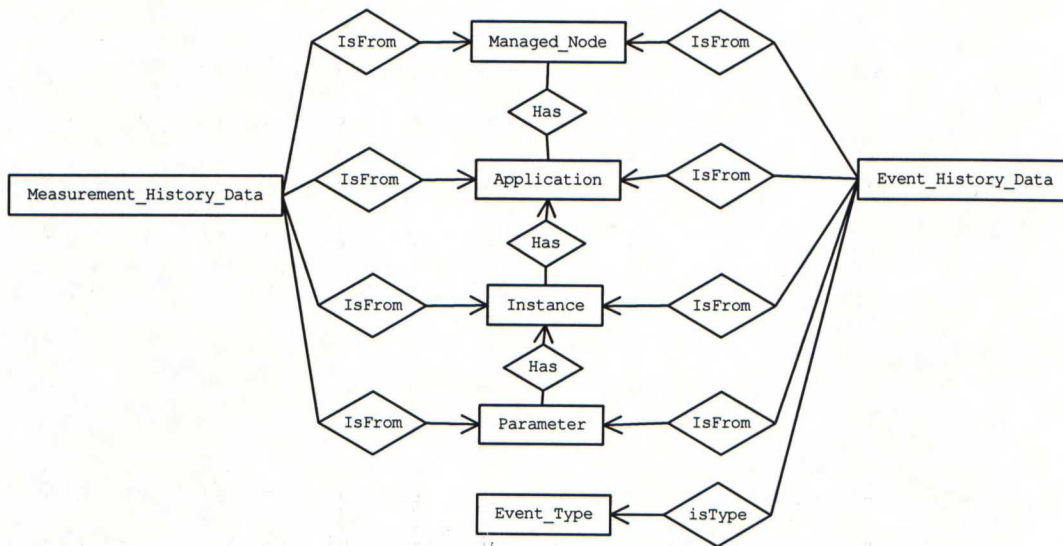 IsFrom
Managed_Node
IsFrom
Has
Measurement_History_Data
IsFrom
Application
IsFrom
Event_History_Data
Has
IsFrom
Instance
IsFrom
Has
IsFrom
Parameter
IsFrom
Event_Type
isType